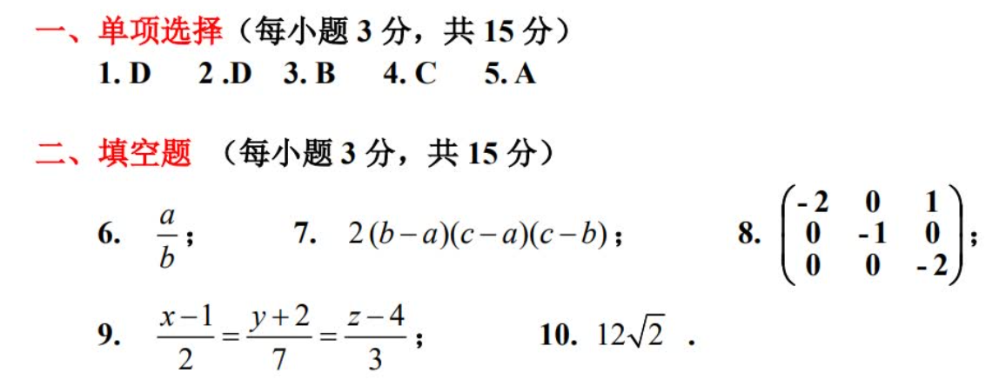 一、单项选择（每小题 3 分，共 15 分）
1. D 2 .D 3. B 4. C 5. A
二、填空题 （每小题 3 分，共 15 分）
6. \frac{a}{b}； 7. 2(b-a)(c-a)(c-b)； 8. \begin{pmatrix} -2 & 0 & 1 \\ 0 & -1 & 0 \\ 0 & 0 & -2 \end{pmatrix}；
9. \frac{x-1}{2}=\frac{y+2}{7}=\frac{z-4}{3}； 10. 12\sqrt{2} .